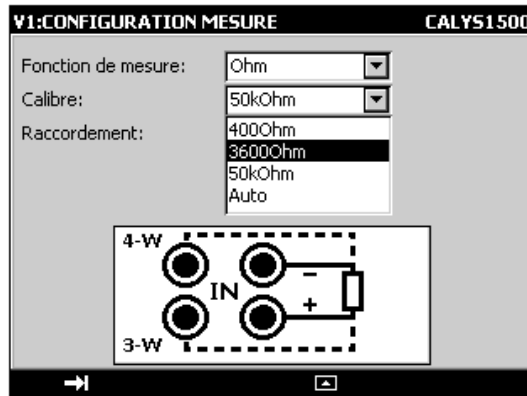 V1:CONFIGURATION MESURE CALYS1500
Fonction de mesure: Ohm
Calibre: 50kOhm
Raccordement:
400Ohm
3600Ohm
50kOhm
Auto
4-W
IN
-
+
3-W